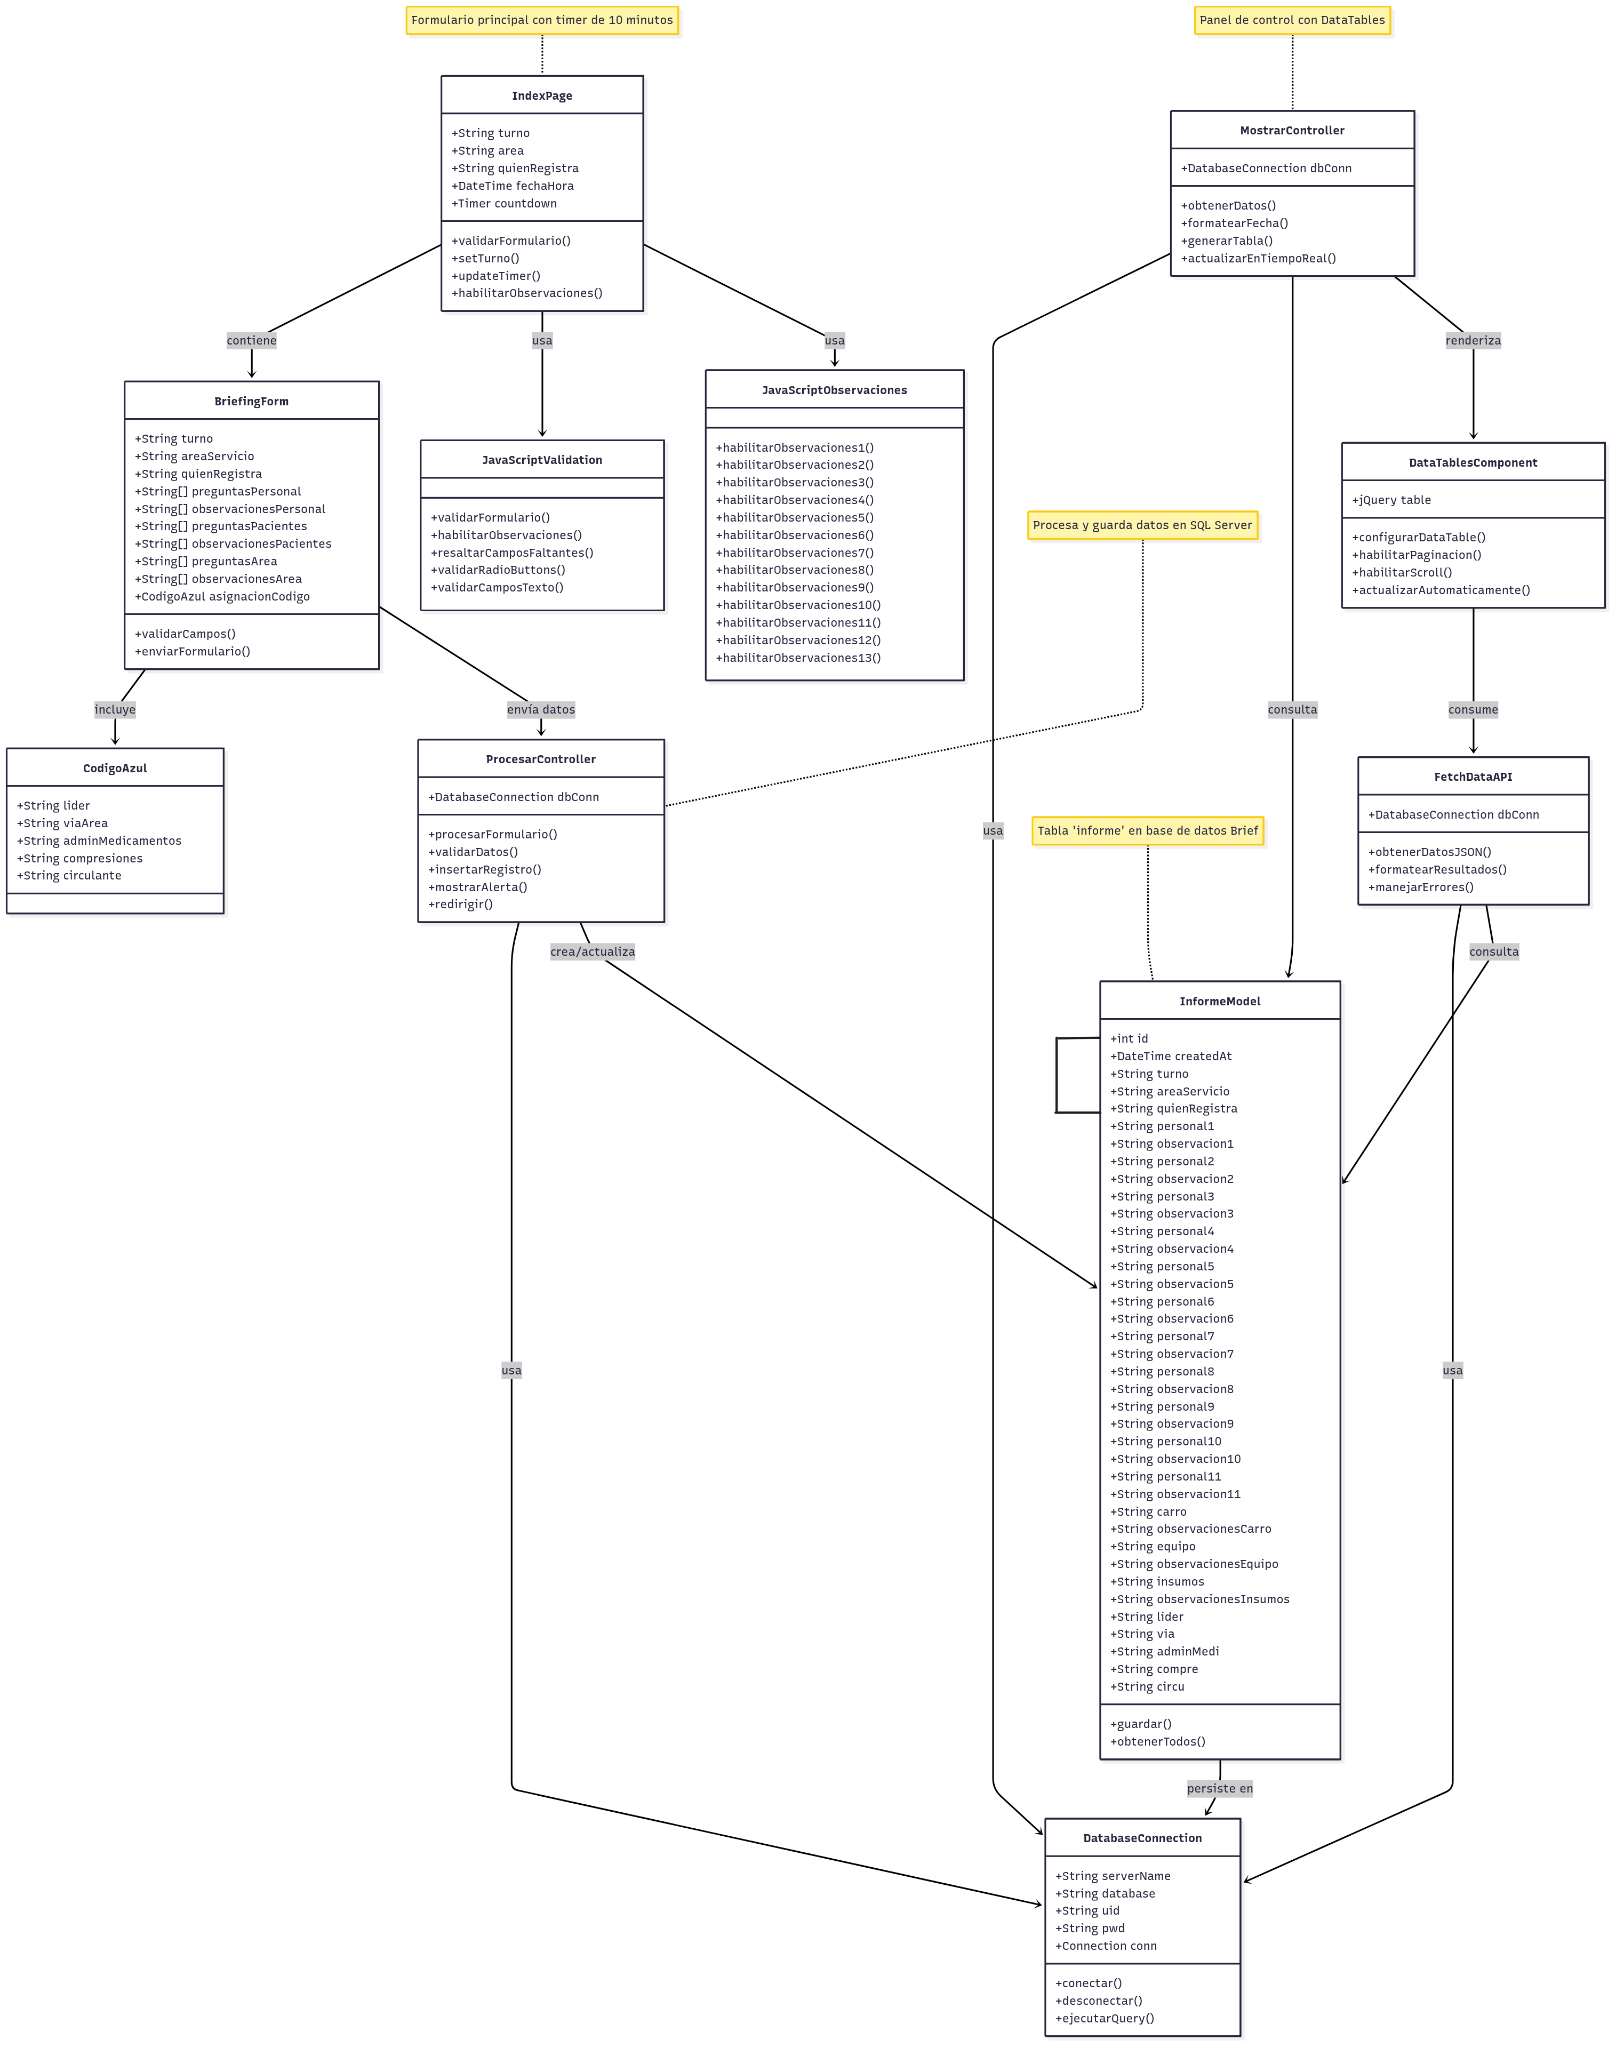 Formulario principal con timer de 10 minutos
Panel de control con DataTables
IndexPage
+String turno
+String area
+String quienRegistra
+DateTime fechaHora
+Timer countdown
+validarFormulario()
+setTurno()
+updateTimer()
+habilitarObservaciones()
MostrarController
+DatabaseConnection dbConn
+obtenerDatos()
+formatearFecha()
+generarTabla()
+actualizarEnTiempoReal()
contiene
usa
usa
renderiza
BriefingForm
+String turno
+String areaServicio
+String quienRegistra
+String[] preguntasPersonal
+String[] observacionesPersonal
+String[] preguntasPacientes
+String[] observacionesPacientes
+String[] preguntasArea
+String[] observacionesArea
+CodigoAzul asignacionCodigo
+validarCampos()
+enviarFormulario()
JavaScriptValidation
+validarFormulario()
+habilitarObservaciones()
+resaltarCamposFaltantes()
+validarRadioButtons()
+validarCamposTexto()
JavaScriptObservaciones
+habilitarObservaciones1()
+habilitarObservaciones2()
+habilitarObservaciones3()
+habilitarObservaciones4()
+habilitarObservaciones5()
+habilitarObservaciones6()
+habilitarObservaciones7()
+habilitarObservaciones8()
+habilitarObservaciones9()
+habilitarObservaciones10()
+habilitarObservaciones11()
+habilitarObservaciones12()
+habilitarObservaciones13()
Procesa y guarda datos en SQL Server
DataTablesComponent
+jQuery table
+configurarDataTable()
+habilitarPaginacion()
+habilitarScroll()
+actualizarAutomaticamente()
incluye
envía datos
consulta
consume
CodigoAzul
+String lider
+String viaArea
+String adminMedicamentos
+String compresiones
+String circulante
ProcesarController
+DatabaseConnection dbConn
+procesarFormulario()
+validarDatos()
+insertarRegistro()
+mostrarAlerta()
+redirigir()
usa
Tabla 'informe' en base de datos Brief
FetchDataAPI
+DatabaseConnection dbConn
+obtenerDatosJSON()
+formatearResultados()
+manejarErrores()
crea/actualiza
consulta
InformeModel
+int id
+DateTime createdAt
+String turno
+String areaServicio
+String quienRegistra
+String personal1
+String observacion1
+String personal2
+String observacion2
+String personal3
+String observacion3
+String personal4
+String observacion4
+String personal5
+String observacion5
+String personal6
+String observacion6
+String personal7
+String observacion7
+String personal8
+String observacion8
+String personal9
+String observacion9
+String personal10
+String observacion10
+String personal11
+String observacion11
+String carro
+String observacionesCarro
+String equipo
+String observacionesEquipo
+String insumos
+String observacionesInsumos
+String lider
+String via
+String adminMedi
+String compre
+String circu
+guardar()
+obtenerTodos()
usa
usa
persiste en
DatabaseConnection
+String serverName
+String database
+String uid
+String pwd
+Connection conn
+conectar()
+desconectar()
+ejecutarQuery()